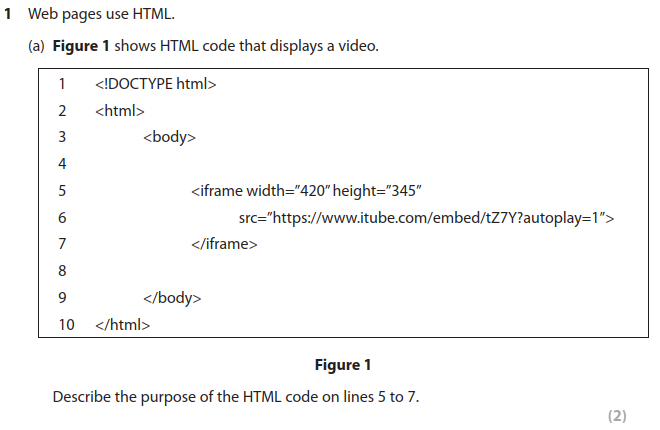 1 Web pages use HTML.
(a) Figure 1 shows HTML code that displays a video.
1 <!DOCTYPE html>
2 <html>
3 <body>
4
5 <iframe width=”420” height=”345”
6 src=”https://www.itube.com/embed/tZ7Y?autoplay=1”>
7 </iframe>
8
9 </body>
10 </html>
Figure 1
Describe the purpose of the HTML code on lines 5 to 7.
(2)